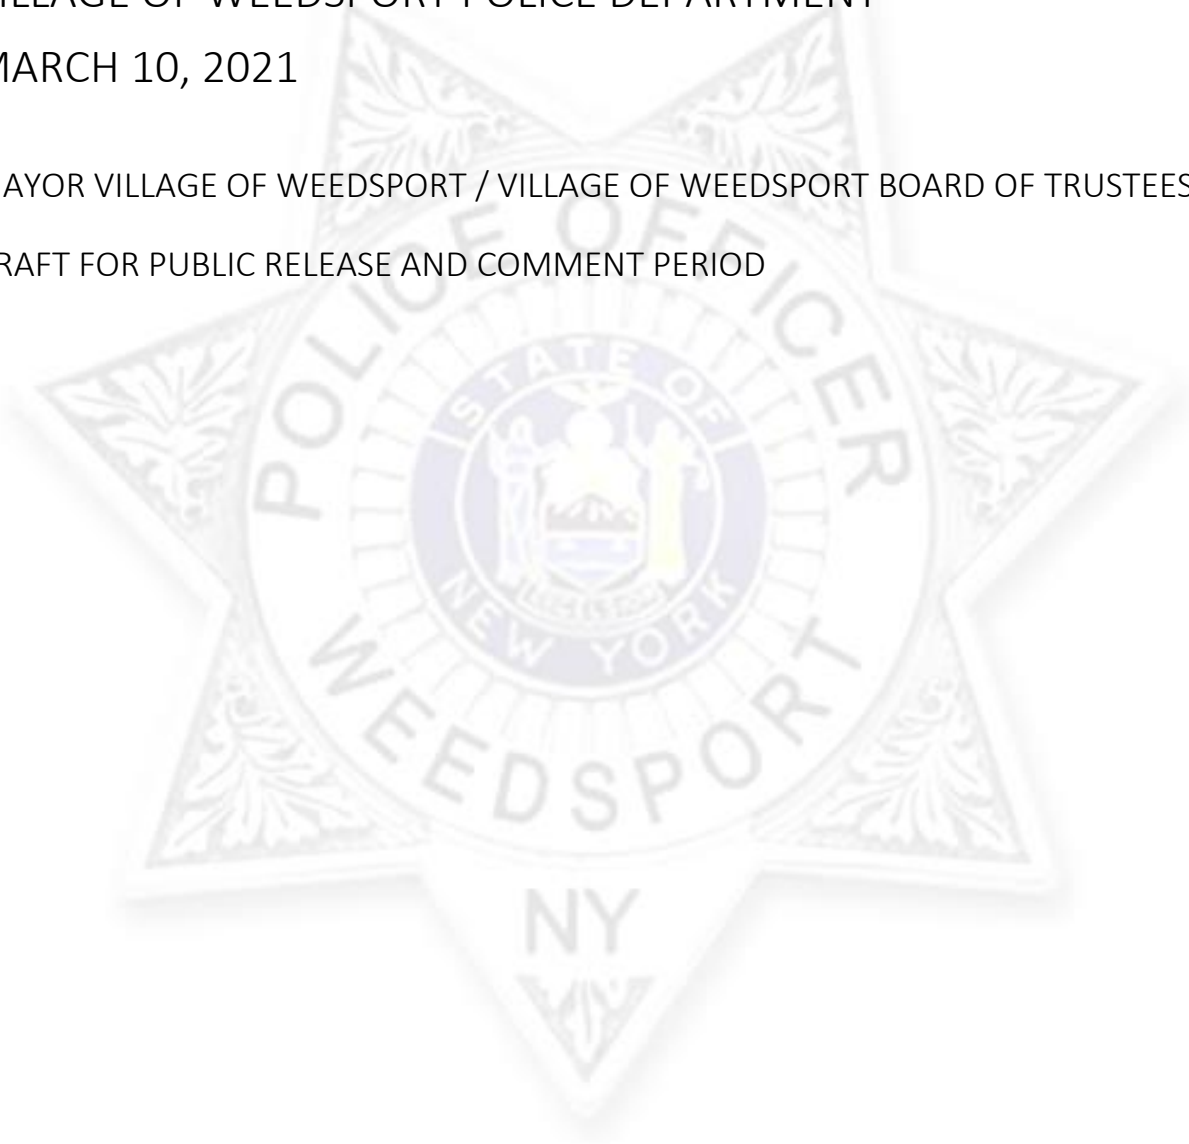 ILLAGE OF WEEDSPORT POLICE DEPARTMENT
MARCH 10, 2021
AYOR VILLAGE OF WEEDSPORT / VILLAGE OF WEEDSPORT BOARD OF TRUSTEES
RAFT FOR PUBLIC RELEASE AND COMMENT PERIOD
POLICE OFFICER
STATE OF
NEW YORK
WEEDSPORT
NY